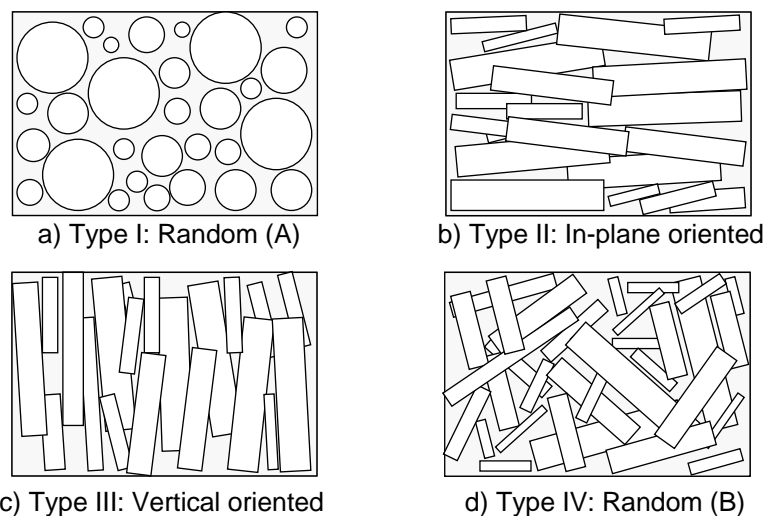 a) Type I: Random (A)
b) Type II: In-plane oriented
c) Type III: Vertical oriented
d) Type IV: Random (B)